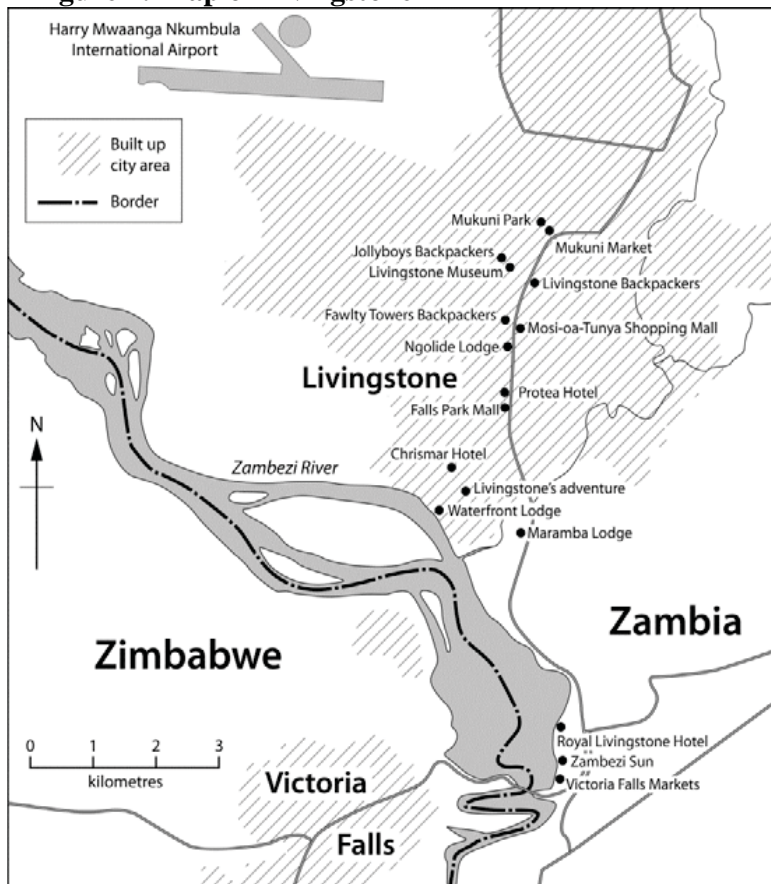 Harry Mwaanga Nkumbula
International Airport
Built up
city area
Border
Mukuni Park
Mukuni Market
Jollyboys Backpackers
Livingstone Museum
Livingstone Backpackers
Fawlty Towers Backpackers
Mosi-oa-Tunya Shopping Mall
Ngolide Lodge
Livingstone
Protea Hotel
Falls Park Mall
N
Chrismar Hotel
Zambezi River
Livingstone's adventure
Waterfront Lodge
Maramba Lodge
Zambia
Zimbabwe
0 1 2 3
kilometres
Royal Livingstone Hotel
Zambezi Sun
Victoria Falls Markets
Victoria
Falls